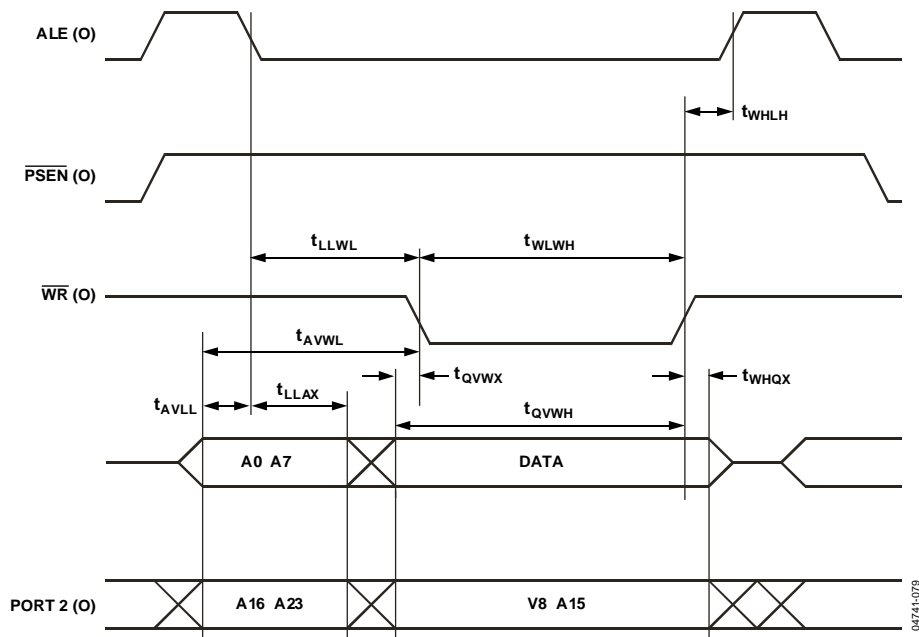 ALE (O)
tWHLH
PSEN (O)
tLLWL
tWLWH
WR (O)
tAVWL
tQVWX
tWHQX
tLLAX
tAVLL
tQVWH
A0 A7
DATA
PORT 2 (O)
A16 A23
V8 A15
04741-079